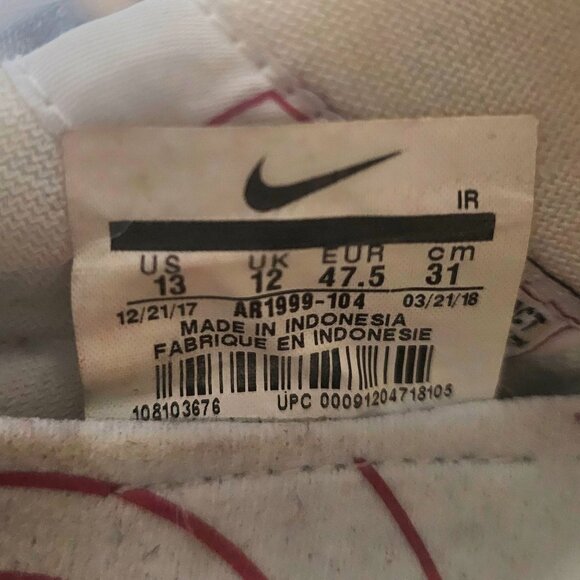 IR
US UK EUR cm
13 12 47.5 31
12/21/17 AR1999-104 03/21/18
MADE IN INDONESIA
FABRIQUE EN INDONESIE
108103676 UPC 00091204718105
CT